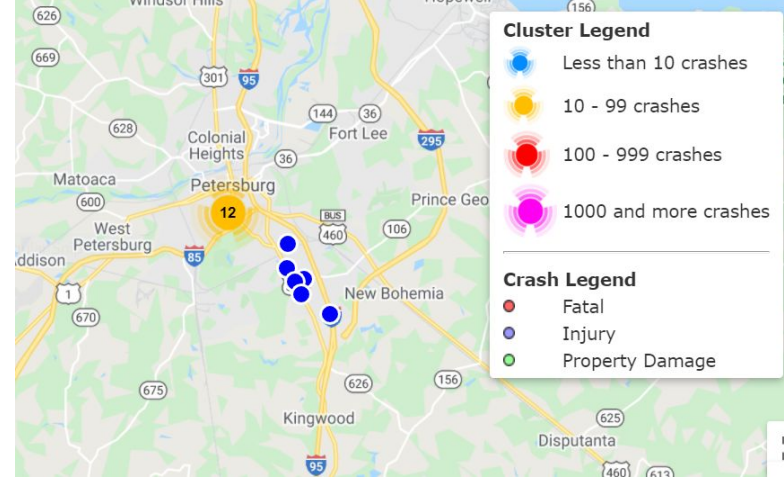 Windsor Hills
Hopewell
156
626
Cluster Legend
Less than 10 crashes
10 - 99 crashes
100 - 999 crashes
1000 and more crashes
Crash Legend
Fatal
Injury
Property Damage
669
301
95
144
36
Fort Lee
295
628
Colonial
Heights
36
Matoaca
Petersburg
600
12
Prince Geo
West
Petersburg
BUS
460
106
ddison
85
1
New Bohemia
670
626
156
675
Kingwood
625
Disputanta
95
460
613